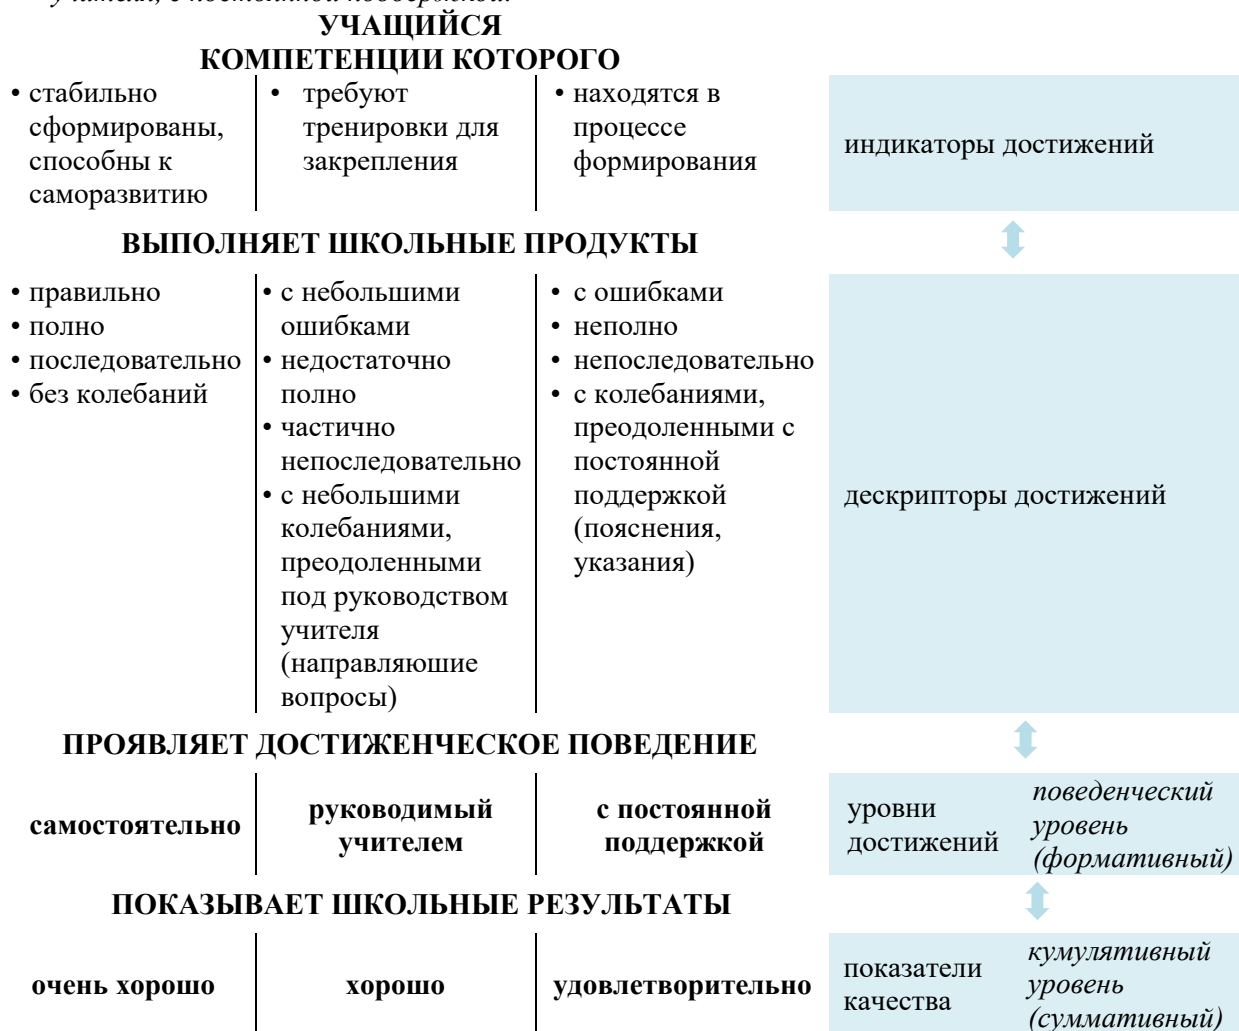 УЧАЩИЙСЯ
КОМПЕТЕНЦИИ КОТОРОГО
• стабильно
сформированы,
способны к
саморазвитию
• требуют
тренировки для
закрепления
• находятся в
процессе
формирования
индикаторы достижений
ВЫПОЛНЯЕТ ШКОЛЬНЫЕ ПРОДУКТЫ
• правильно
• полно
• последовательно
• без колебаний
• с небольшими
ошибками
• недостаточно
полно
• частично
непоследовательно
• с небольшими
колебаниями,
преодоленными
под руководством
учителя
(направляюшие
вопросы)
• с ошибками
• неполно
• непоследовательно
• с колебаниями,
преодоленными с
постоянной
поддержкой
(пояснения,
указания)
дескрипторы достижений
ПРОЯВЛЯЕТ ДОСТИЖЕНЧЕСКОЕ ПОВЕДЕНИЕ
самостоятельно
руководимый
учителем
с постоянной
поддержкой
уровни
достижений
поведенческий
уровень
(формативный)
ПОКАЗЫВАЕТ ШКОЛЬНЫЕ РЕЗУЛЬТАТЫ
очень хорошо
хорошо
удовлетворительно
показатели
качества
кумулятивный
уровень
(суммативный)